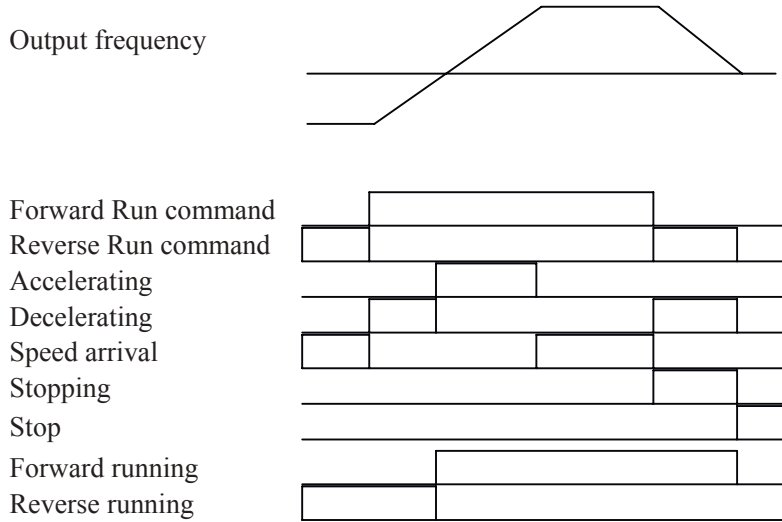 Output frequency
Forward Run command
Reverse Run command
Accelerating
Decelerating
Speed arrival
Stopping
Stop
Forward running
Reverse running